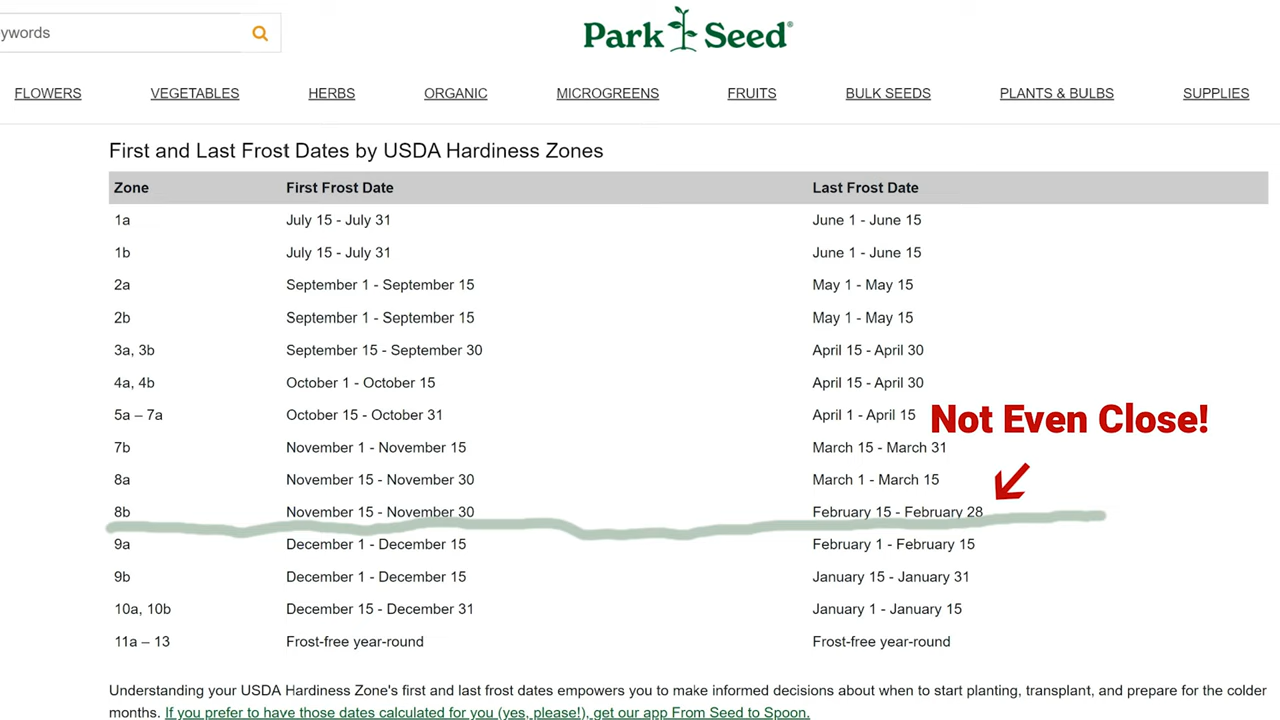 ywords
Park Seed®
FLOWERS VEGETABLES HERBS ORGANIC MICROGREENS FRUITS BULK SEEDS PLANTS & BULBS SUPPLIES
First and Last Frost Dates by USDA Hardiness Zones
Zone First Frost Date Last Frost Date
1a July 15 - July 31 June 1 - June 15
1b July 15 - July 31 June 1 - June 15
2a September 1 - September 15 May 1 - May 15
2b September 1 - September 15 May 1 - May 15
3a, 3b September 15 - September 30 April 15 - April 30
4a, 4b October 1 - October 15 April 15 - April 30
5a – 7a October 15 - October 31 April 1 - April 15
Not Even Close!
7b November 1 - November 15 March 15 - March 31
8a November 15 - November 30 March 1 - March 15
8b November 15 - November 30 February 15 - February 28
9a December 1 - December 15 February 1 - February 15
9b December 1 - December 15 January 15 - January 31
10a, 10b December 15 - December 31 January 1 - January 15
11a – 13 Frost-free year-round Frost-free year-round
Understanding your USDA Hardiness Zone's first and last frost dates empowers you to make informed decisions about when to start planting, transplant, and prepare for the colder
months. If you prefer to have those dates calculated for you (yes, please!), get our app From Seed to Spoon.